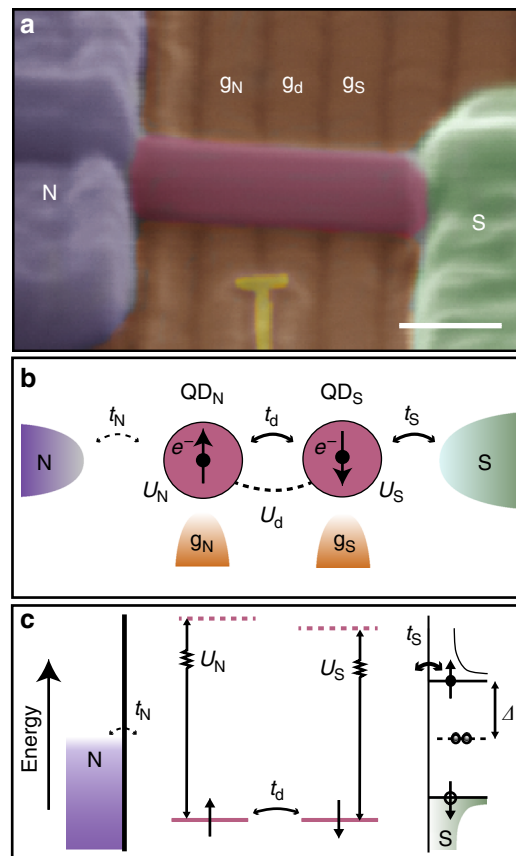 a
g_N g_d g_S
N
S
b
QD_N QD_S
t_N t_d t_S
N e⁻ e⁻ S
U_N U_S
U_d
g_N g_S
c
t_S
U_N U_S
Energy
t_N
Δ
N
t_d
S